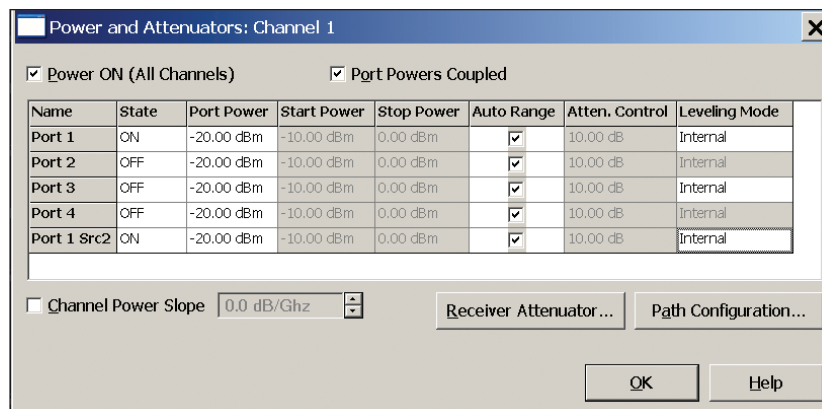 Power and Attenuators: Channel 1
Power ON (All Channels) Port Powers Coupled
Name State Port Power Start Power Stop Power Auto Range Atten. Control Leveling Mode
Port 1 ON -20.00 dBm -10.00 dBm 0.00 dBm 10.00 dB Internal
Port 2 OFF -20.00 dBm -10.00 dBm 0.00 dBm 10.00 dB Internal
Port 3 OFF -20.00 dBm -10.00 dBm 0.00 dBm 10.00 dB Internal
Port 4 OFF -20.00 dBm -10.00 dBm 0.00 dBm 10.00 dB Internal
Port 1 Src2 ON -20.00 dBm -10.00 dBm 0.00 dBm 10.00 dB Internal
Channel Power Slope 0.0 dB/Ghz Receiver Attenuator... Path Configuration...
OK Help